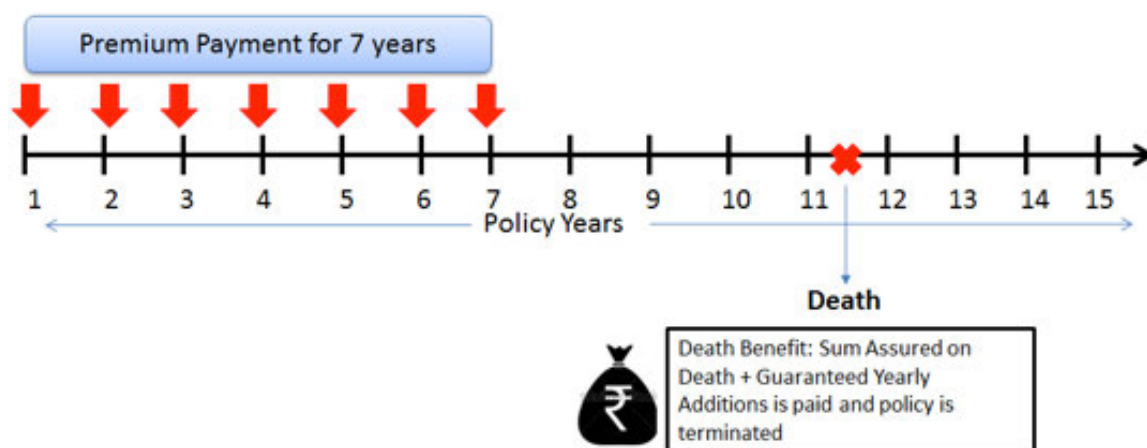 Premium Payment for 7 years
1 2 3 4 5 6 7 8 9 10 11 12 13 14 15
Policy Years
Death
₹
Death Benefit: Sum Assured on
Death + Guaranteed Yearly
Additions is paid and policy is
terminated